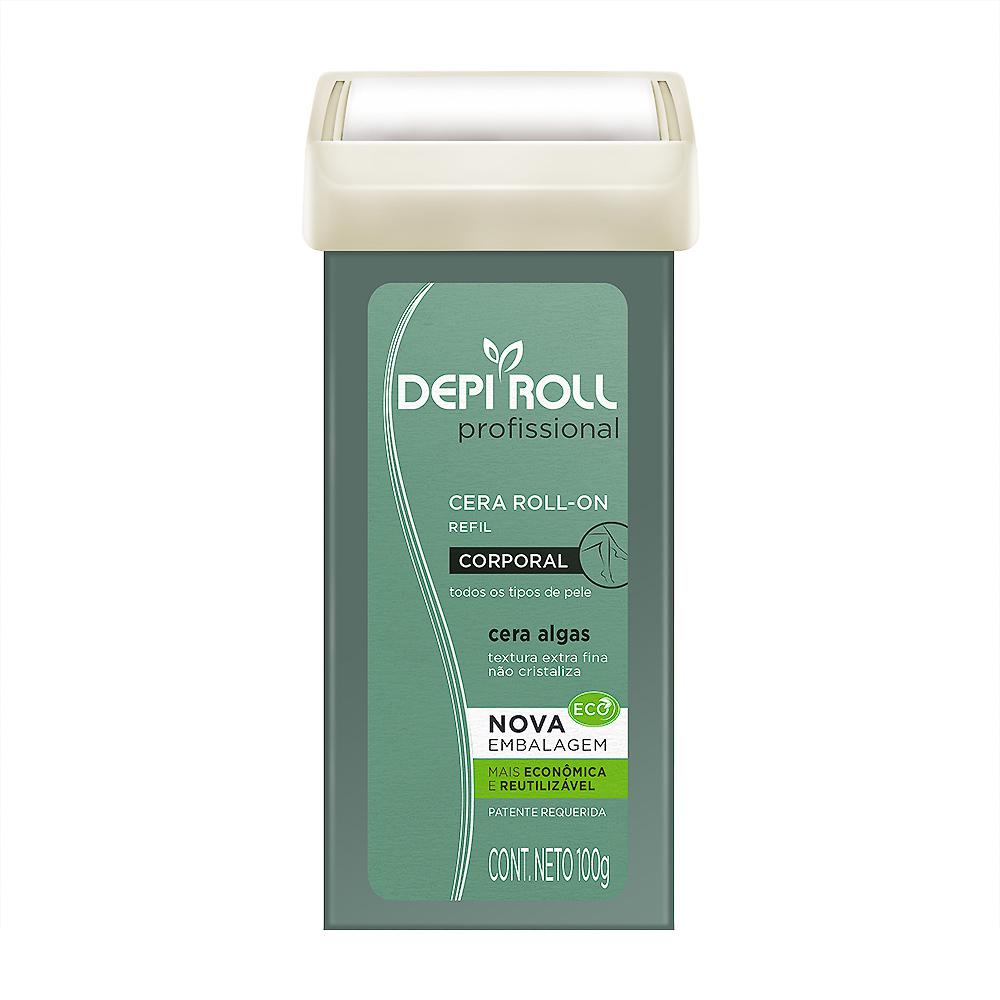 DEPI ROLL
profissional
CERA ROLL-ON
REFIL
CORPORAL
todos os tipos de pele
cera algas
textura extra fina
não cristaliza
ECO
NOVA
EMBALAGEM
MAIS ECONÔMICA
E REUTILIZÁVEL
PATENTE REQUERIDA
CONT. NETO 100g